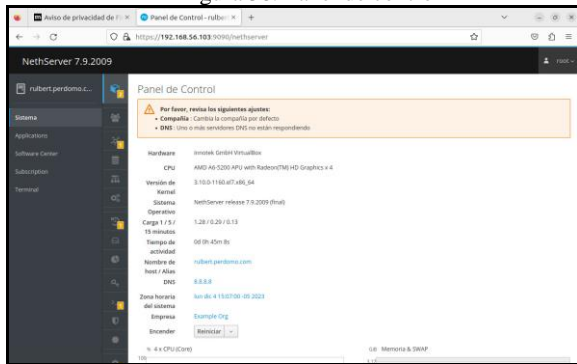 Aviso de privacidad de Fi
Panel de Control - rulber
https://192.168.56.103:9090/nethserver
NethServer 7.9.2009
root
rulbert.perdomo.c...
Sistema
Applications
Software Center
Subscription
Terminal
Panel de Control
Por favor, revisa los siguientes ajustes:
• Compañía : Cambia la compañía por defecto
• DNS : Uno o más servidores DNS no están respondiendo
Hardware innotek GmbH VirtualBox
CPU AMD A6-5200 APU with Radeon(TM) HD Graphics x 4
Versión de Kernel 3.10.0-1160.el7.x86_64
Sistema Operativo NethServer release 7.9.2009 (final)
Carga 1 / 5 / 15 minutos 1.28 / 0.29 / 0.13
Tiempo de actividad 0d 0h 45m 8s
Nombre de host / Alias rulbert.perdomo.com
DNS 8.8.8.8
Zona horaria del sistema lun dic 4 13:07:00 -05 2023
Empresa Example Org
Encender Reiniciar
4 x CPU (Core)
Memoria & SWAP